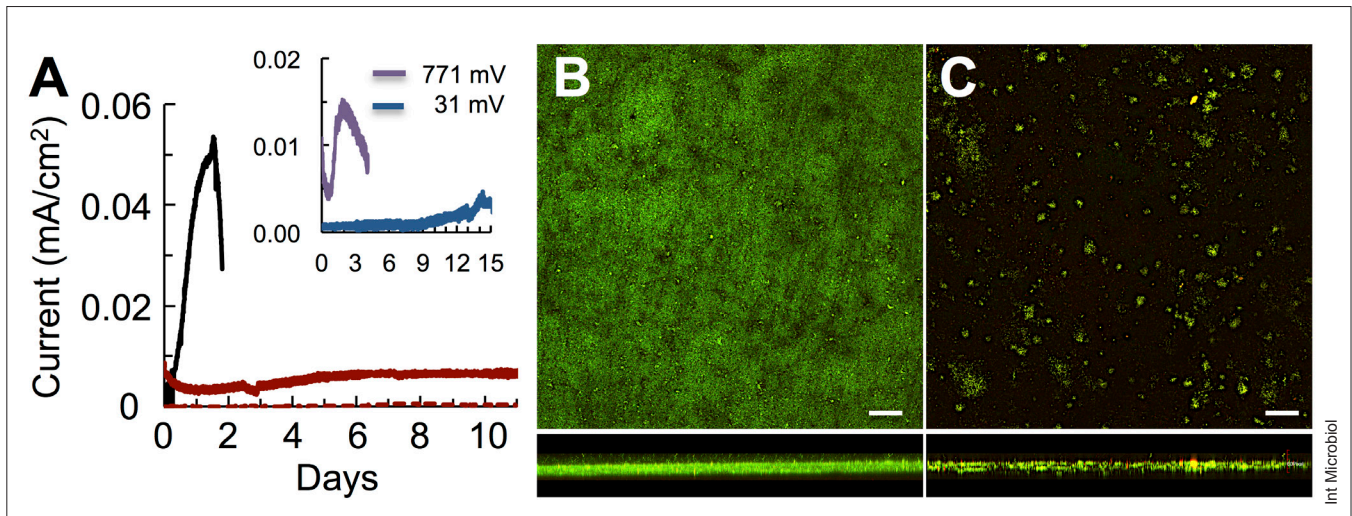 A
Current (mA/cm²)
0.06
0.04
0.02
0
0 2 4 6 8 10
Days
0.02
0.01
0.00
0 3 6 9 12 15
771 mV
31 mV
B
C
Int Microbiol